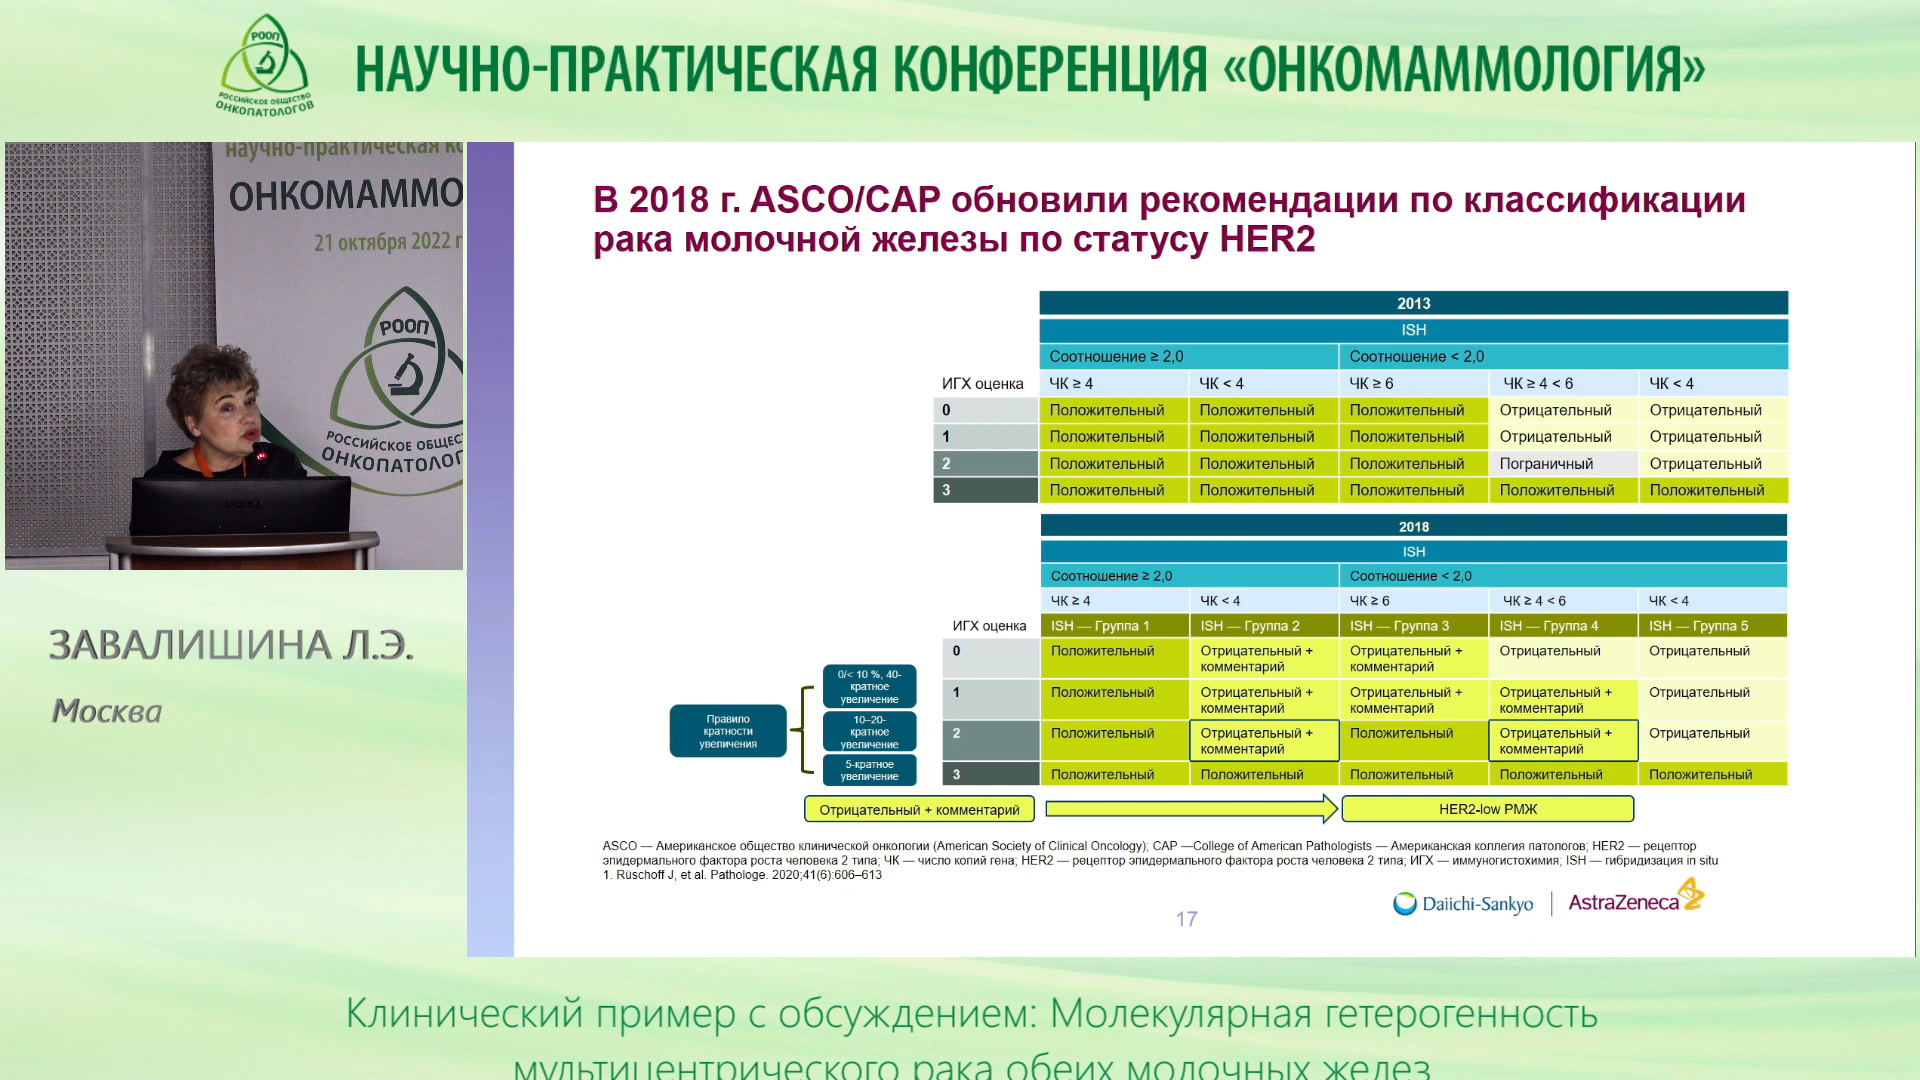 РООП
РОССИЙСКОЕ ОБЩЕСТВО
ОНКОПАТОЛОГОВ
НАУЧНО-ПРАКТИЧЕСКАЯ КОНФЕРЕНЦИЯ «ОНКОМАММОЛОГИЯ»
научно-практическая
ОНКОМАММО
21 октября 2022 г
РООП
РОССИЙСКОЕ ОБЩЕС
ОНКОПАТОЛОГ
BenQ
ЗАВАЛИШИНА Л.Э.
Москва
В 2018 г. ASCO/CAP обновили рекомендации по классификации
рака молочной железы по статусу HER2
2013
ISH
Соотношение ≥ 2,0 Соотношение < 2,0
ИГХ оценка ЧК ≥ 4 ЧК < 4 ЧК ≥ 6 ЧК ≥ 4 < 6 ЧК < 4
0 Положительный Положительный Положительный Отрицательный Отрицательный
1 Положительный Положительный Положительный Отрицательный Отрицательный
2 Положительный Положительный Положительный Пограничный Отрицательный
3 Положительный Положительный Положительный Положительный Положительный
2018
ISH
Соотношение ≥ 2,0 Соотношение < 2,0
ЧК ≥ 4 ЧК < 4 ЧК ≥ 6 ЧК ≥ 4 < 6 ЧК < 4
ИГХ оценка ISH — Группа 1 ISH — Группа 2 ISH — Группа 3 ISH — Группа 4 ISH — Группа 5
0 Положительный Отрицательный + Отрицательный + Отрицательный Отрицательный
комментарий комментарий
1 Положительный Отрицательный + Отрицательный + Отрицательный + Отрицательный
комментарий комментарий комментарий
2 Положительный Отрицательный + Положительный Отрицательный + Отрицательный
комментарий комментарий
3 Положительный Положительный Положительный Положительный Положительный
Правило
кратности
увеличения
0/< 10 %, 40-
кратное
увеличение
10–20-
кратное
увеличение
5-кратное
увеличение
Отрицательный + комментарий HER2-low РМЖ
ASCO — Американское общество клинической онкологии (American Society of Clinical Oncology); CAP —College of American Pathologists — Американская коллегия патологов; HER2 — рецептор
эпидермального фактора роста человека 2 типа; ЧК — число копий гена; HER2 — рецептор эпидермального фактора роста человека 2 типа; ИГХ — иммуногистохимия; ISH — гибридизация in situ
1. Rüschoff J, et al. Pathologe. 2020;41(6):606–613
Daiichi-Sankyo AstraZeneca
17
Клинический пример с обсуждением: Молекулярная гетерогенность
мультицентрического рака обеих молочных желез